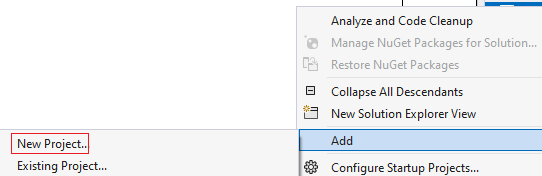 Analyze and Code Cleanup
Manage NuGet Packages for Solution...
Restore NuGet Packages
Collapse All Descendants
New Solution Explorer View
Add
New Project...
Existing Project...
Configure Startup Projects...